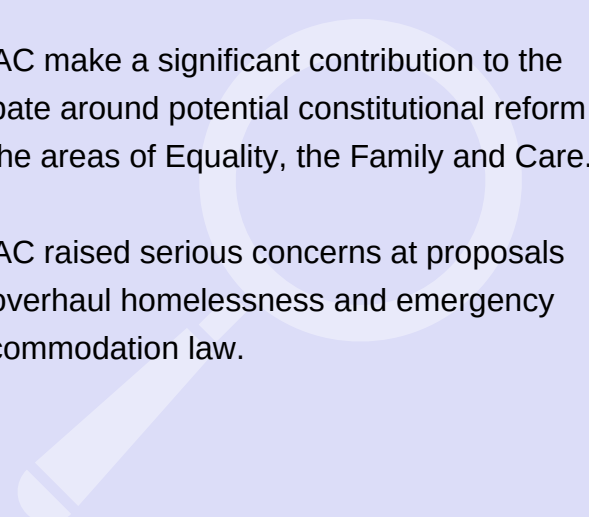 AC make a significant contribution to the
bate around potential constitutional reform
he areas of Equality, the Family and Care.
AC raised serious concerns at proposals
overhaul homelessness and emergency
commodation law.